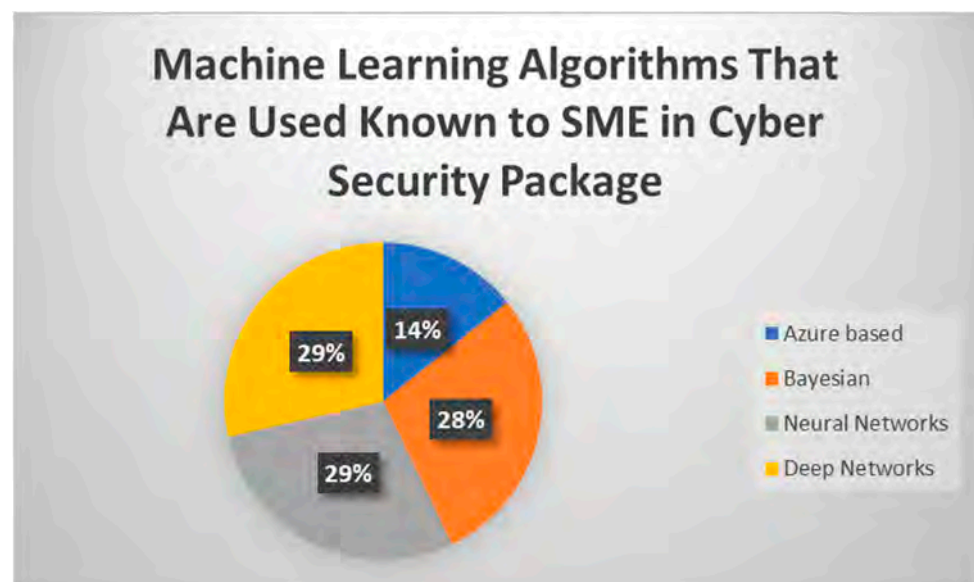 Machine Learning Algorithms That
Are Used Known to SME in Cyber
Security Package
14%
29%
28%
29%
Azure based
Bayesian
Neural Networks
Deep Networks